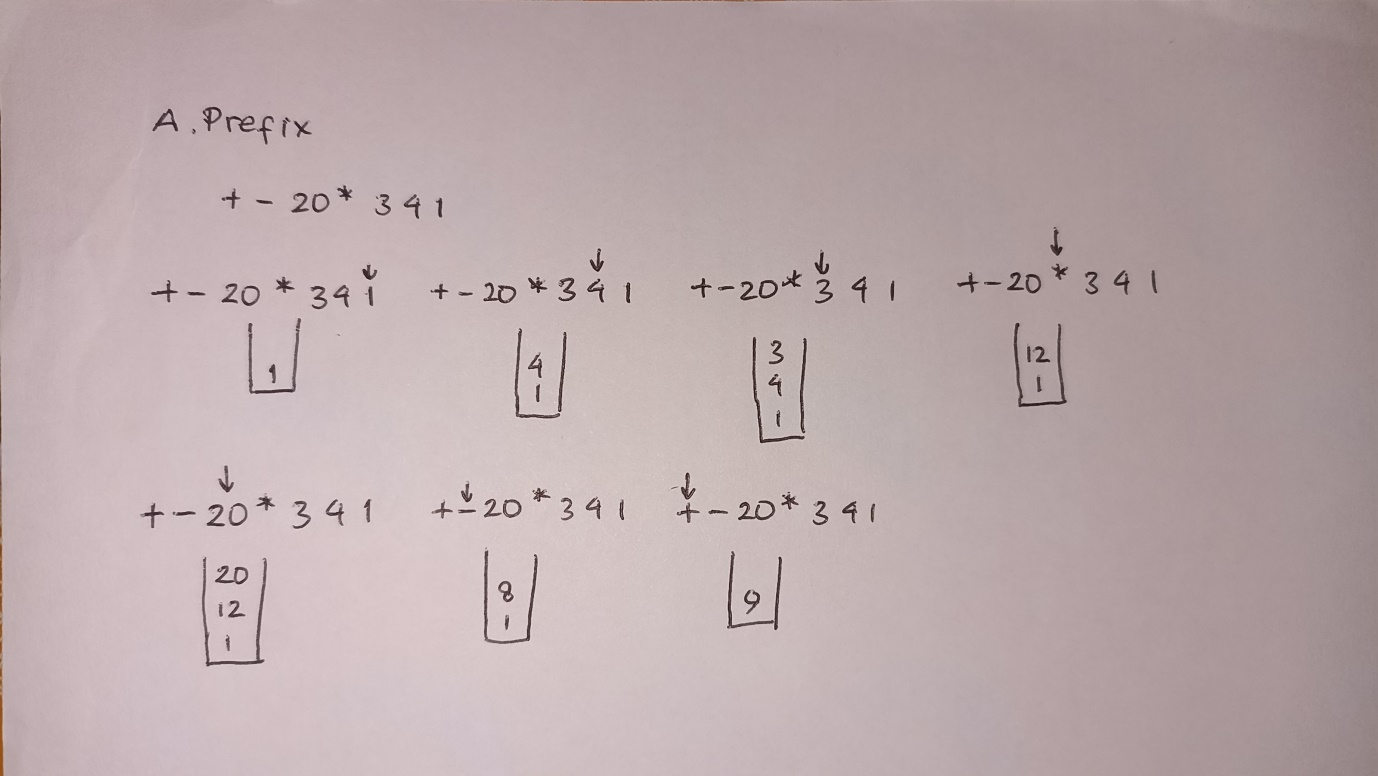 A. Prefix
+ - 20 * 3 4 1
+ - 20 * 3 4 1 + - 20 * 3 4 1 + - 20 * 3 4 1 + - 20 * 3 4 1
1 4 3 12
1 4 1
1
+ - 20 * 3 4 1 + - 20 * 3 4 1 + - 20 * 3 4 1
20 8 9
12 1
1